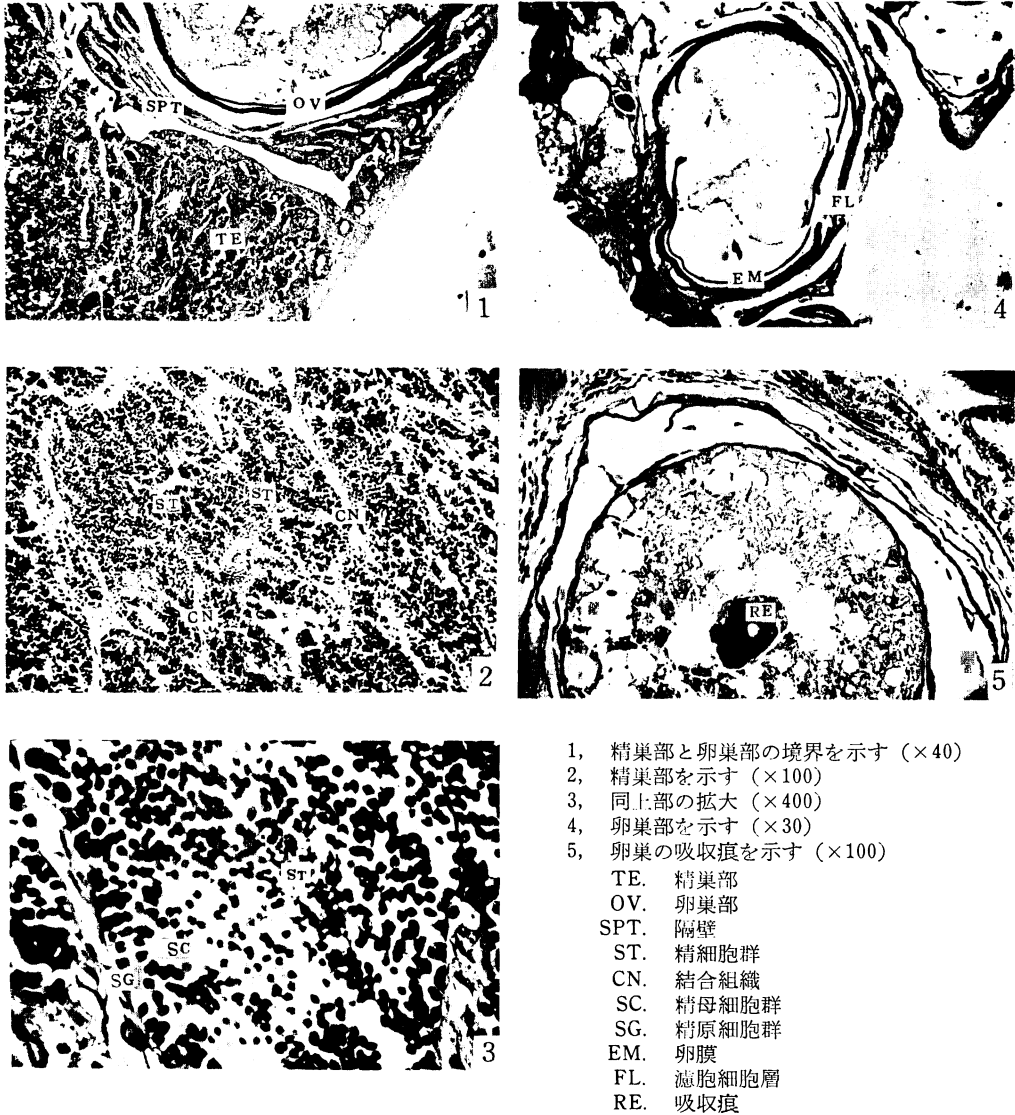 SPT
OV
TE
1
FL
EM
4
ST
ST
CN
CN
2
RE
5
ST
SC
SG
3
1, 精巣部と卵巣部の境界を示す (×40)
2, 精巣部を示す (×100)
3, 同上部の拡大 (×400)
4, 卵巣部を示す (×30)
5, 卵巣の吸収痕を示す (×100)
TE. 精巣部
OV. 卵巣部
SPT. 隔壁
ST. 精細胞群
CN. 結合組織
SC. 精母細胞群
SG. 精原細胞群
EM. 卵膜
FL. 濾胞細胞層
RE. 吸収痕